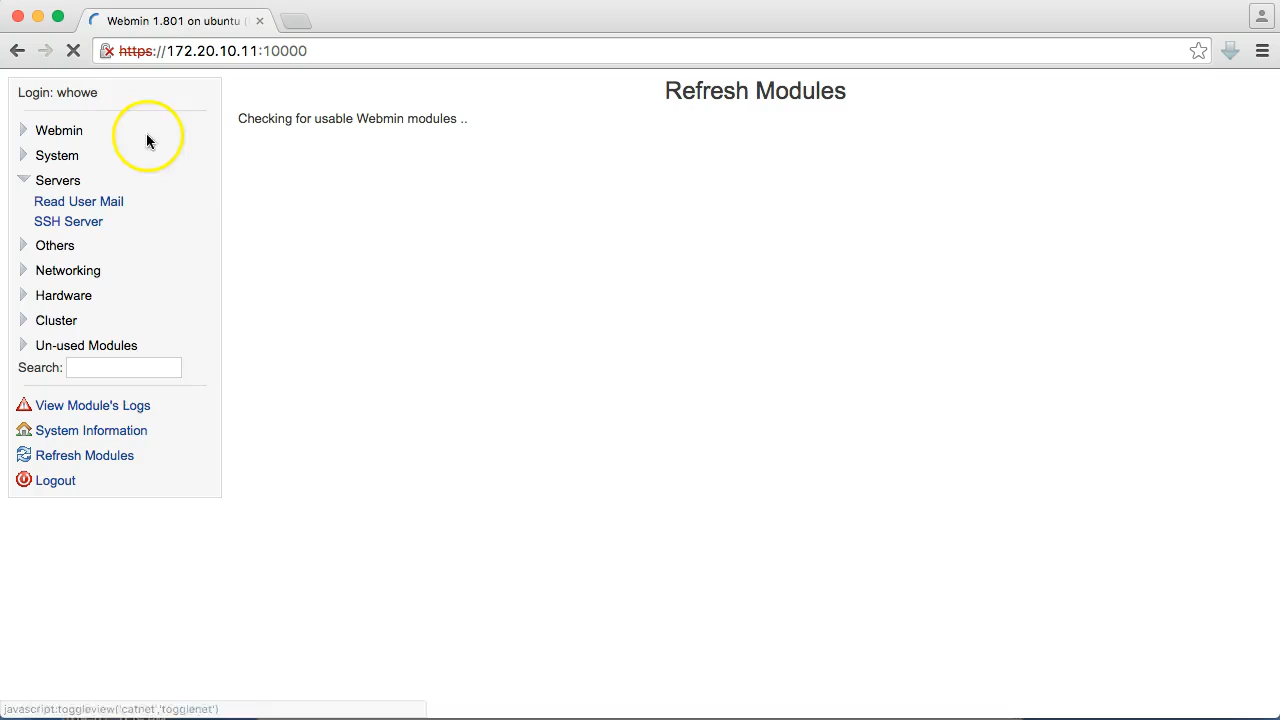 Webmin 1.801 on ubuntu (
https://172.20.10.11:10000
Login: whowe
Webmin
System
Servers
Read User Mail
SSH Server
Others
Networking
Hardware
Cluster
Un-used Modules
Search:
View Module's Logs
System Information
Refresh Modules
Logout
Refresh Modules
Checking for usable Webmin modules ..
javascript:toggleview('catnet','togglenet')